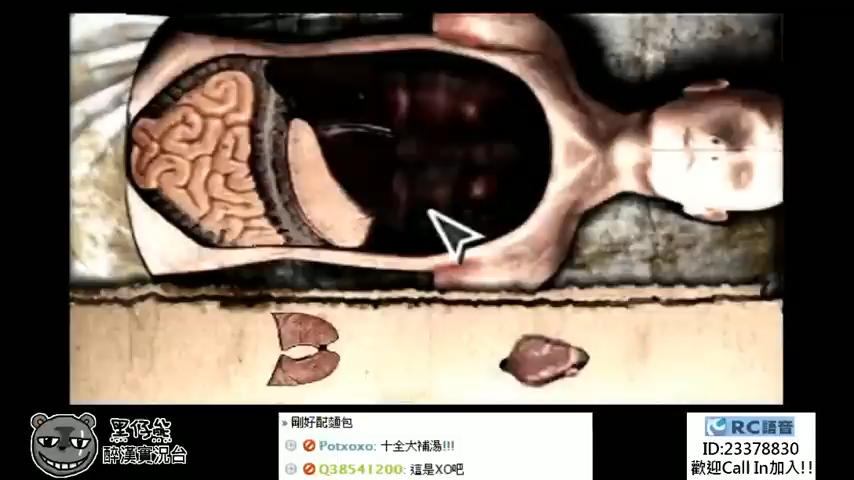 黑仔熊
醉漢實況台
» 剛好配麵包
Potxoxo: 十全大補湯!!!
Q38541200: 這是XO吧
RC語音
ID:23378830
歡迎Call In加入!!